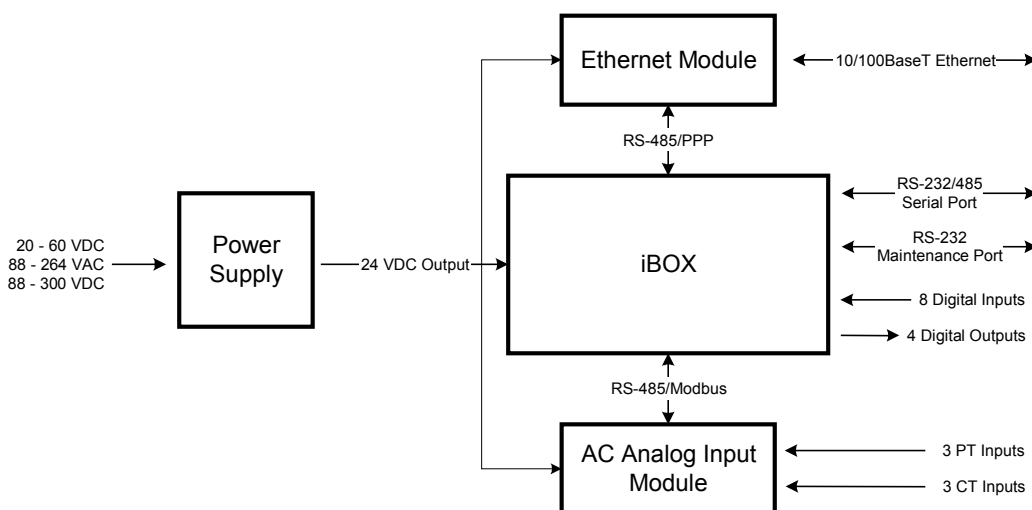 Ethernet Module
10/100BaseT Ethernet
RS-485/PPP
RS-232/485
Serial Port
RS-232
Maintenance Port
20 - 60 VDC
88 - 264 VAC
88 - 300 VDC
Power
Supply
24 VDC Output
iBOX
8 Digital Inputs
4 Digital Outputs
RS-485/Modbus
AC Analog Input
Module
3 PT Inputs
3 CT Inputs